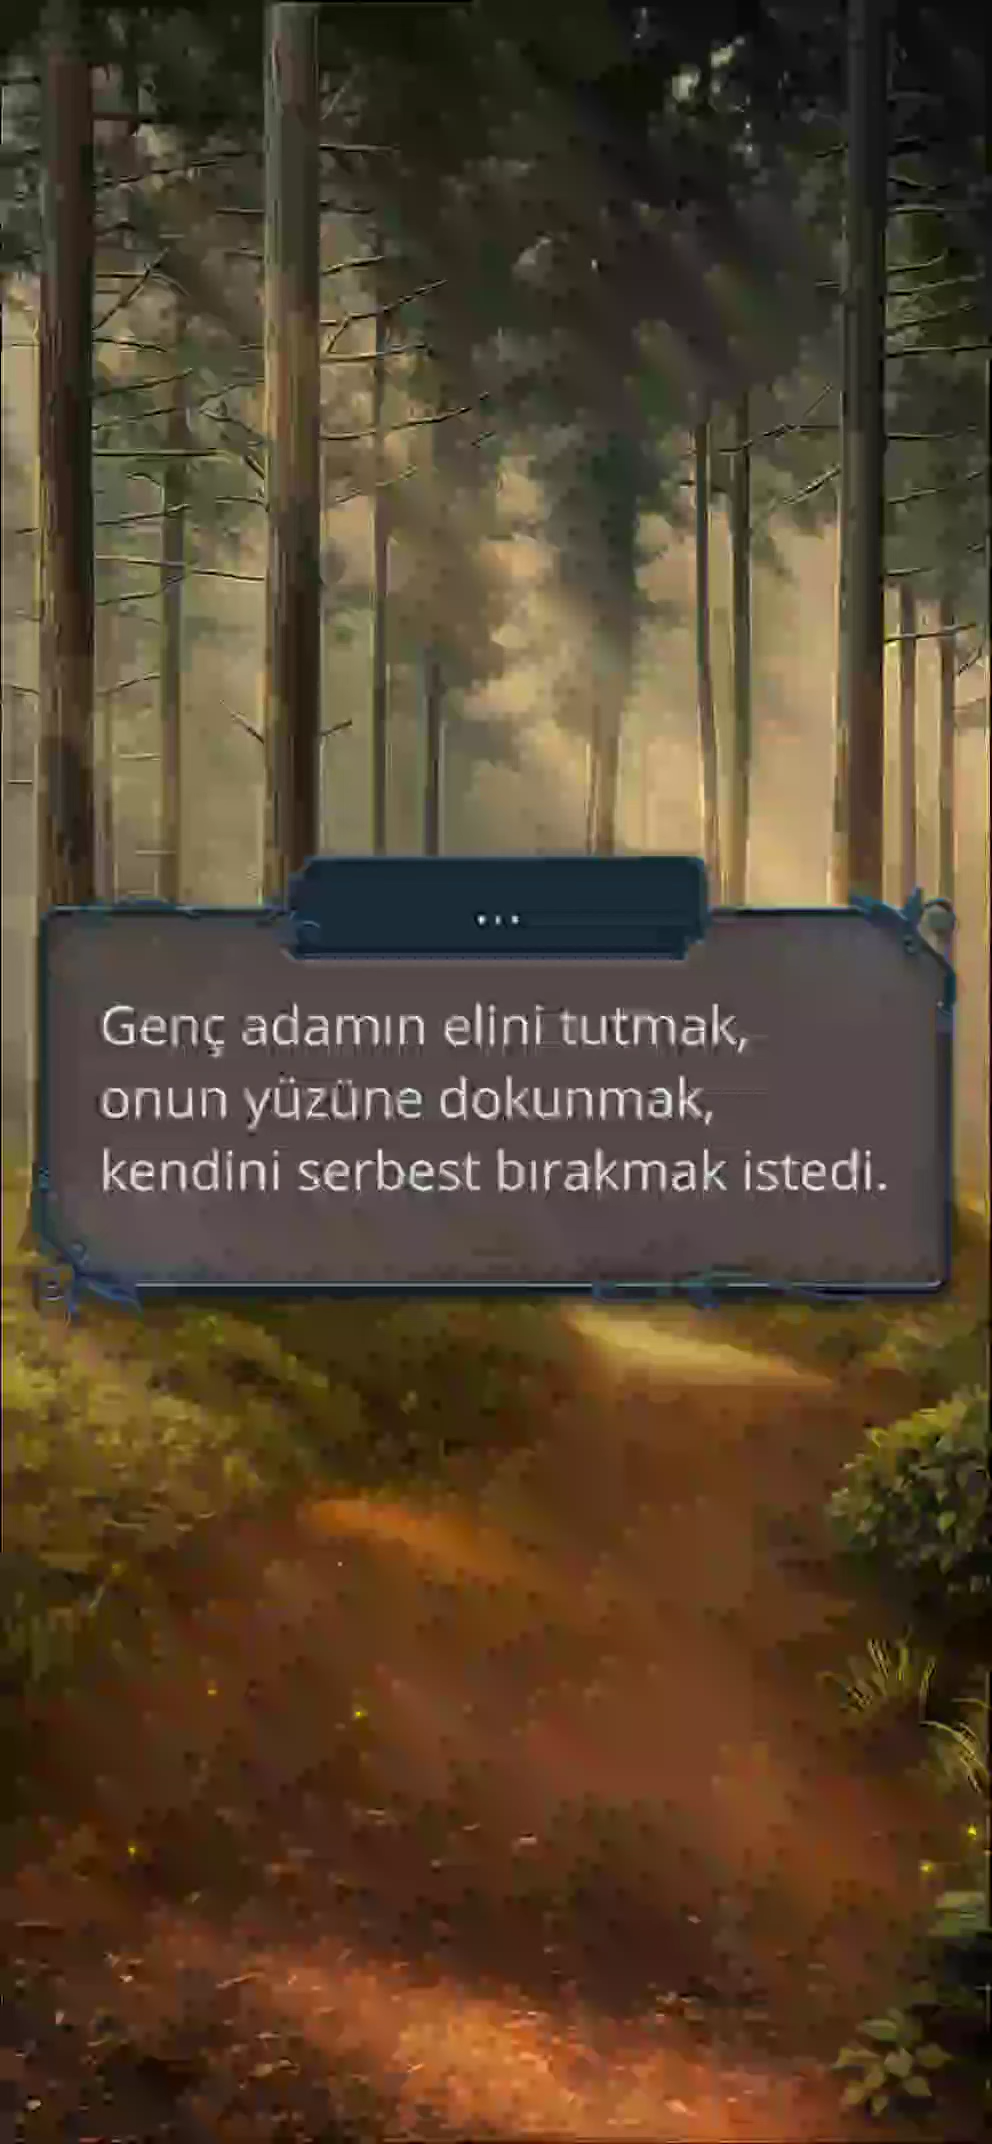 ...
Genç adamın elini tutmak,
onun yüzüne dokunmak,
kendini serbest bırakmak istedi.